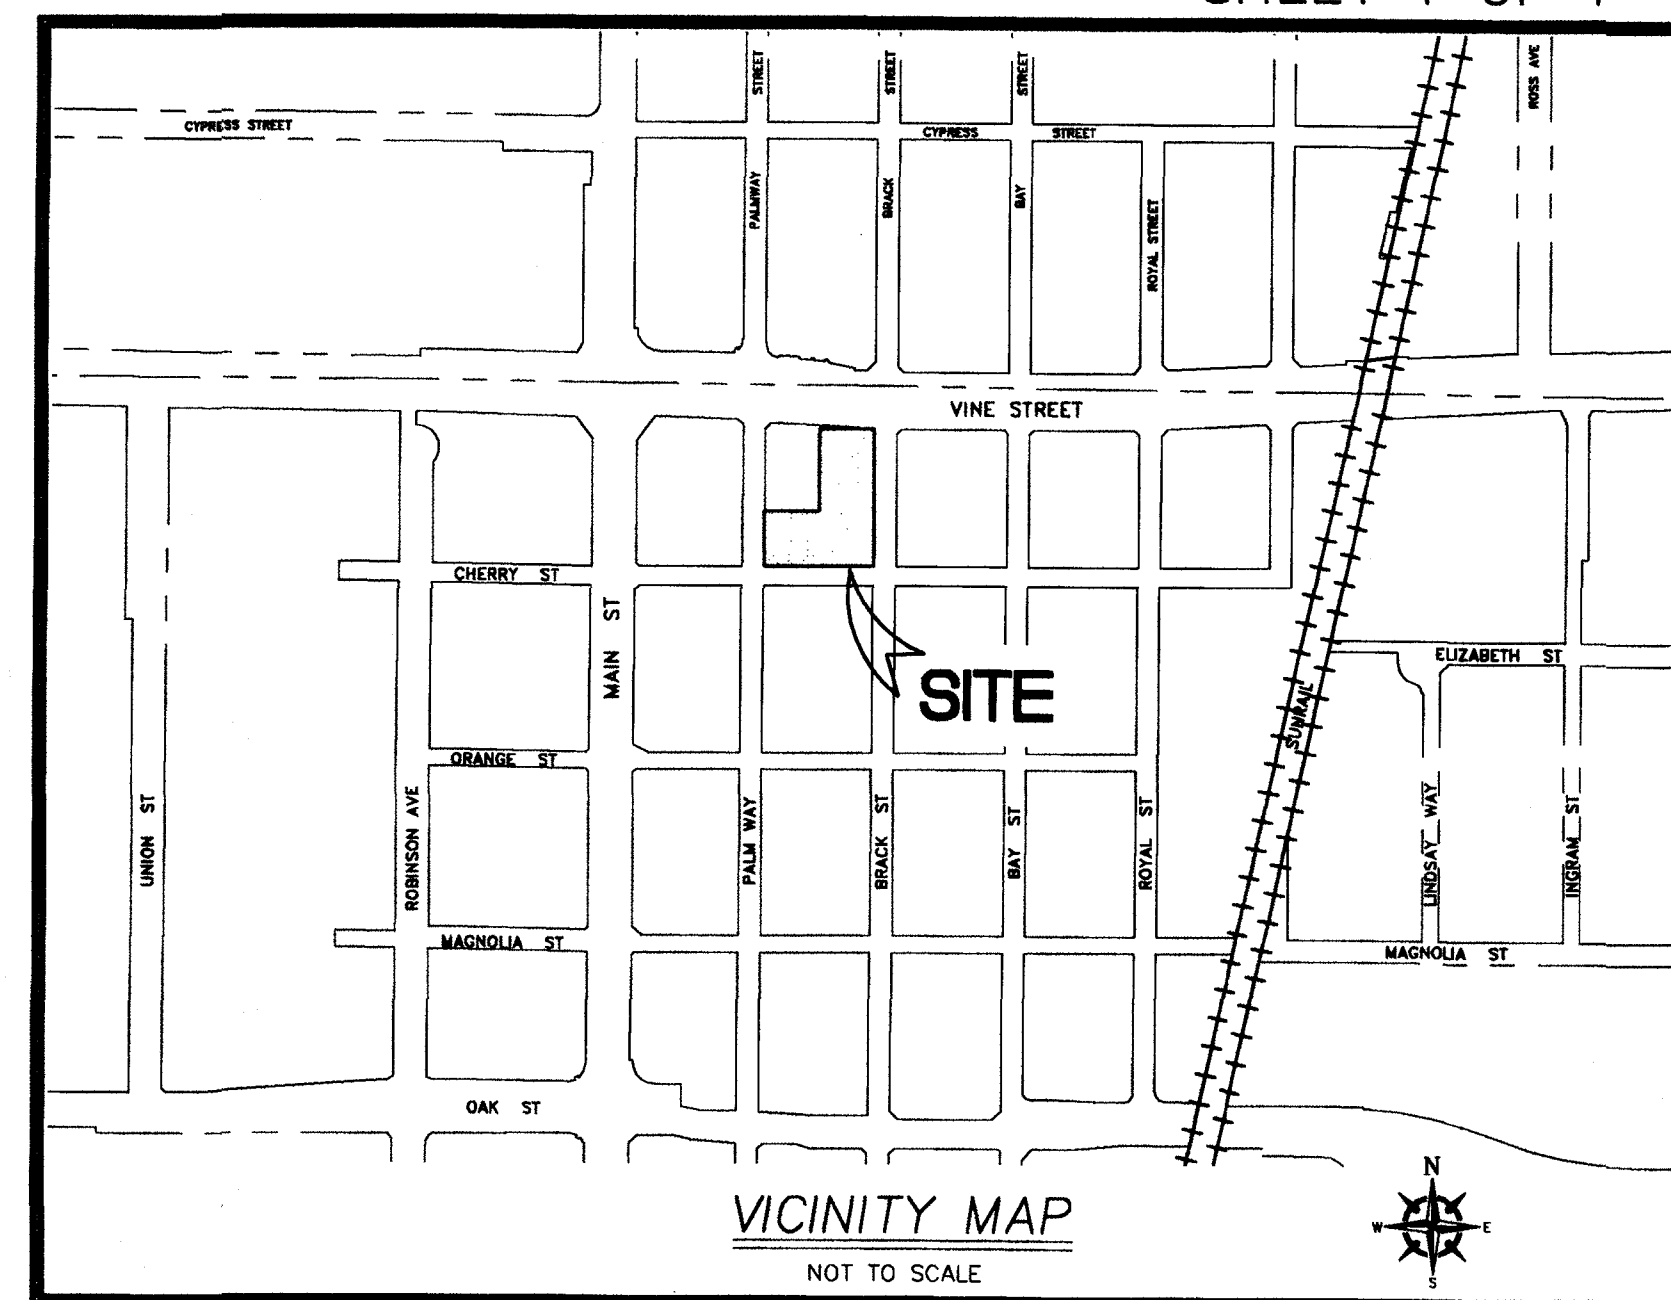 STREET
STREET
STREET
ROSS AVE
CYPRESS STREET
CYPRESS STREET
PALMWAY
BRACK
BAY
ROYAL STREET
VINE STREET
CHERRY ST
MAIN ST
SITE
ELIZABETH ST
SUNRAIL
ORANGE ST
UNION ST
ROBINSON AVE
PALM WAY
BRACK ST
BAY ST
ROYAL ST
LINDSAY WAY
INGRAM ST
MAGNOLIA ST
MAGNOLIA ST
OAK ST
VICINITY MAP
NOT TO SCALE
N
W E
S